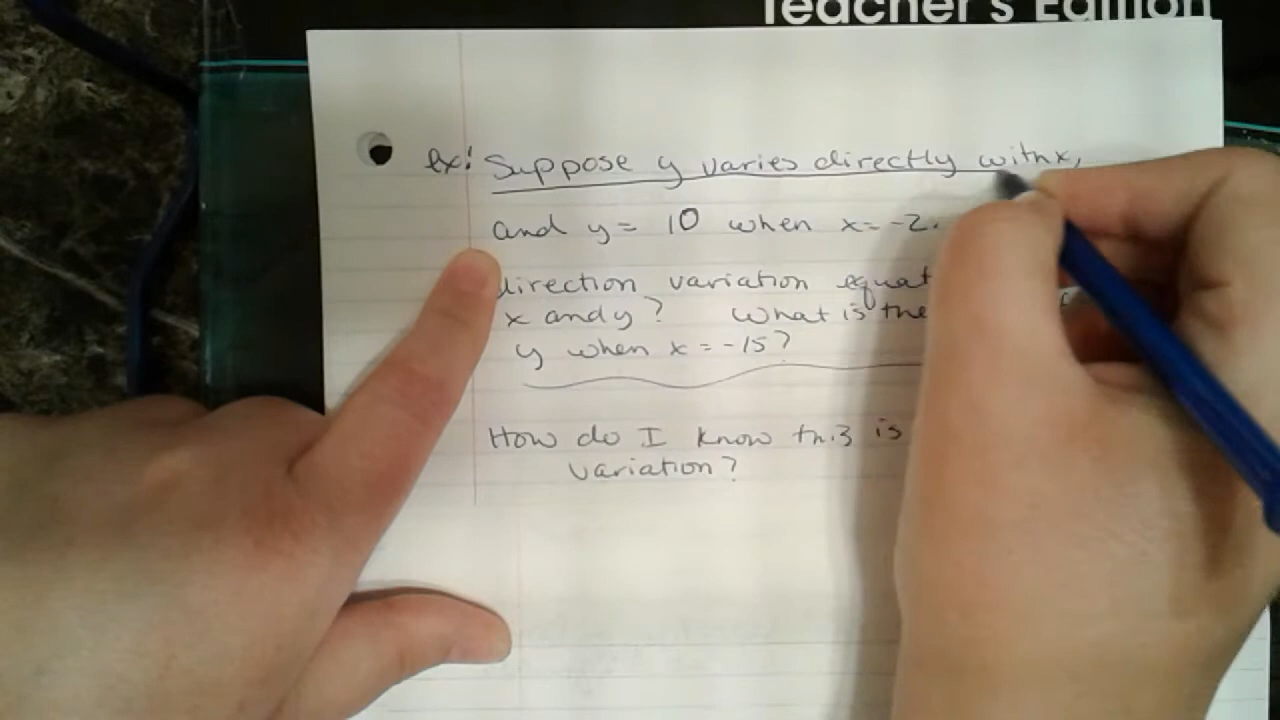 Teacher's Edition
ex: Suppose y varies directly with x,
and y = 10 when x = -2.
direction variation equat
x and y? What is the
y when x = -15?
How do I know this is
variation?